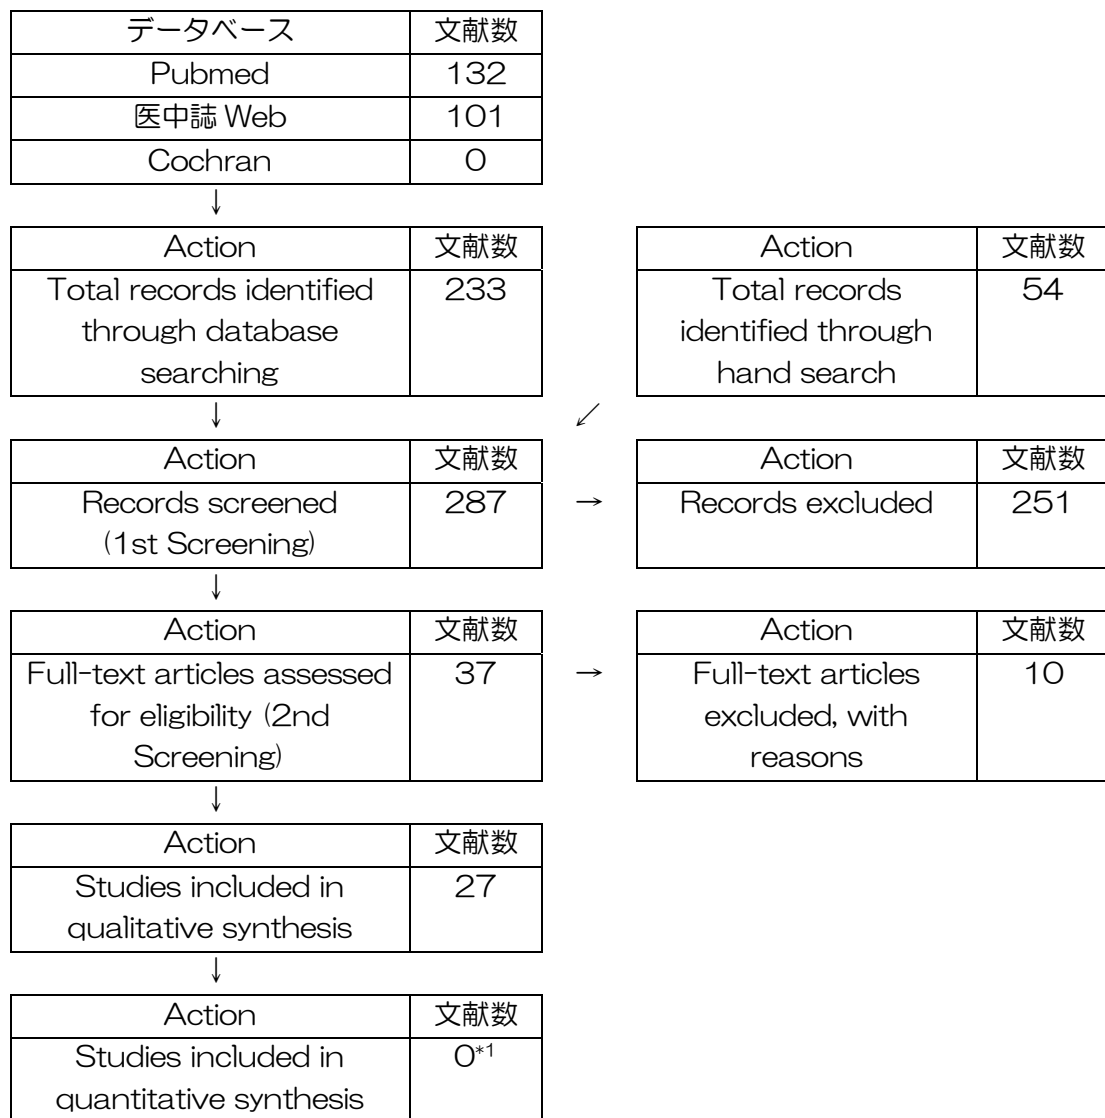 データベース 文献数
Pubmed 132
医中誌 Web 101
Cochran 0
↓
Action 文献数 Action 文献数
Total records identified 233 Total records 54
through database identified through
searching hand search
↓ ↙
Action 文献数 Action 文献数
Records screened 287 → Records excluded 251
(1st Screening)
↓
Action 文献数 Action 文献数
Full-text articles assessed 37 → Full-text articles 10
for eligibility (2nd excluded, with
Screening) reasons
↓
Action 文献数
Studies included in 27
qualitative synthesis
↓
Action 文献数
Studies included in 0*1
quantitative synthesis